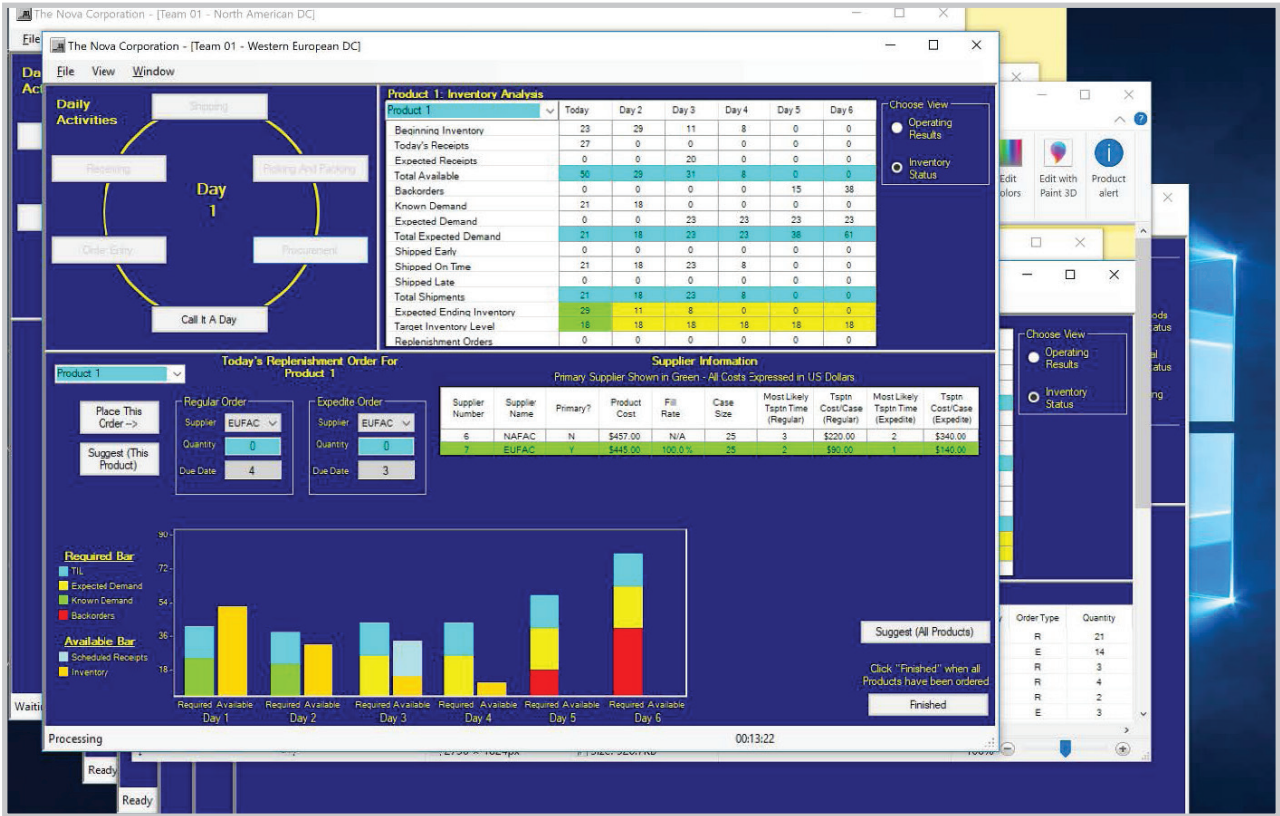 The Nova Corporation - [Team 01 - North American DC]
File
The Nova Corporation - [Team 01 - Western European DC]
File View Window
Daily
Activities
Shipping
Receiving
Picking And Packing
Day
1
Order Entry
Procurement
Call It A Day
Product 1: Inventory Analysis
Product 1 Today Day 2 Day 3 Day 4 Day 5 Day 6
Beginning Inventory 23 29 11 8 0 0
Today's Receipts 27 0 0 0 0 0
Expected Receipts 0 0 20 0 0 0
Total Available 50 29 31 8 0 0
Backorders 0 0 0 0 15 38
Known Demand 21 18 0 0 0 0
Expected Demand 0 0 23 23 23 23
Total Expected Demand 21 18 23 23 38 61
Shipped Early 0 0 0 0 0 0
Shipped On Time 21 18 23 8 0 0
Shipped Late 0 0 0 0 0 0
Total Shipments 21 18 23 8 0 0
Expected Ending Inventory 29 11 8 0 0 0
Target Inventory Level 18 18 18 18 18 18
Replenishment Orders 0 0 0 0 0 0
Choose View
Operating
Results
Inventory
Status
Edit with
Paint 3D
Product
alert
Today's Replenishment Order For
Product 1
Product 1
Place This
Order -->
Suggest (This
Product)
Regular Order
Supplier EUFAC
Quantity 0
Due Date 4
Expedite Order
Supplier EUFAC
Quantity 0
Due Date 3
Supplier Information
Primary Supplier Shown in Green - All Costs Expressed in US Dollars
Supplier Number Supplier Name Primary? Product Cost Fill Rate Case Size Most Likely Tsptn Time (Regular) Tsptn Cost/Case (Regular) Most Likely Tsptn Time (Expedite) Tsptn Cost/Case (Expedite)
6 NAFAC N $457.00 N/A 25 3 $220.00 2 $340.00
7 EUFAC Y $445.00 100.0 % 25 2 $90.00 1 $140.00
Required Bar
TIL
Expected Demand
Known Demand
Backorders
Available Bar
Scheduled Receipts
Inventory
90
72
54
36
18
Required Available Required Available Required Available Required Available Required Available Required Available
Day 1 Day 2 Day 3 Day 4 Day 5 Day 6
Suggest (All Products)
Click "Finished" when all
Products have been ordered
Finished
Processing 00:13:22
Choose View
Operating
Results
Inventory
Status
Order Type Quantity
R 21
E 14
R 3
R 4
R 2
E 3
Ready
Ready